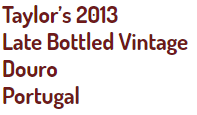 Taylor’s 2013
Late Bottled Vintage
Douro
Portugal